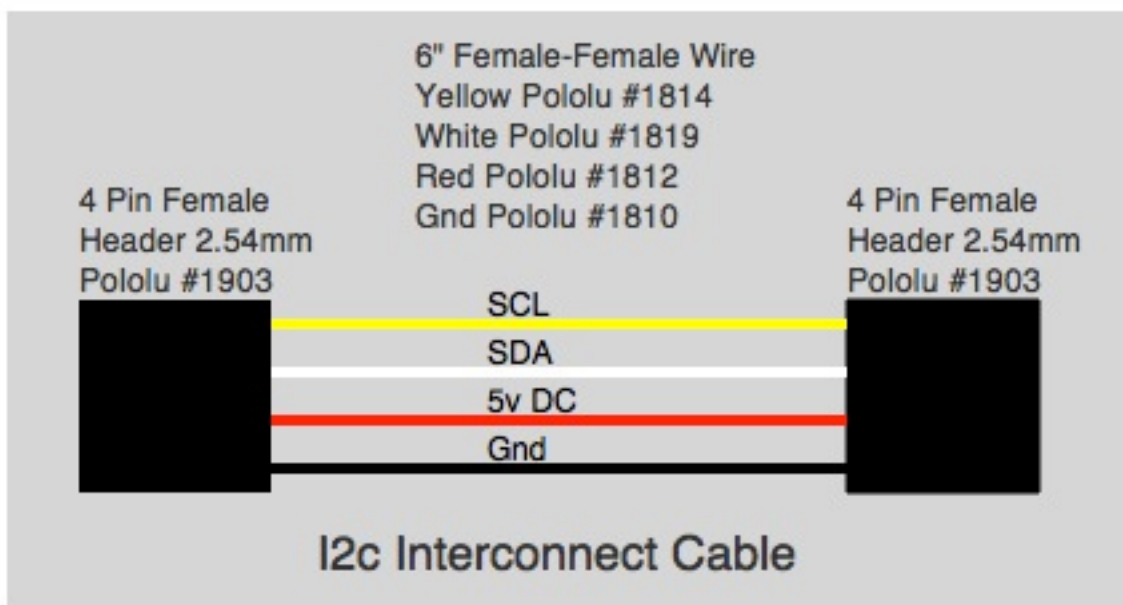 6" Female-Female Wire
Yellow Pololu #1814
White Pololu #1819
Red Pololu #1812
Gnd Pololu #1810
4 Pin Female
Header 2.54mm
Pololu #1903
4 Pin Female
Header 2.54mm
Pololu #1903
SCL
SDA
5v DC
Gnd
I2c Interconnect Cable